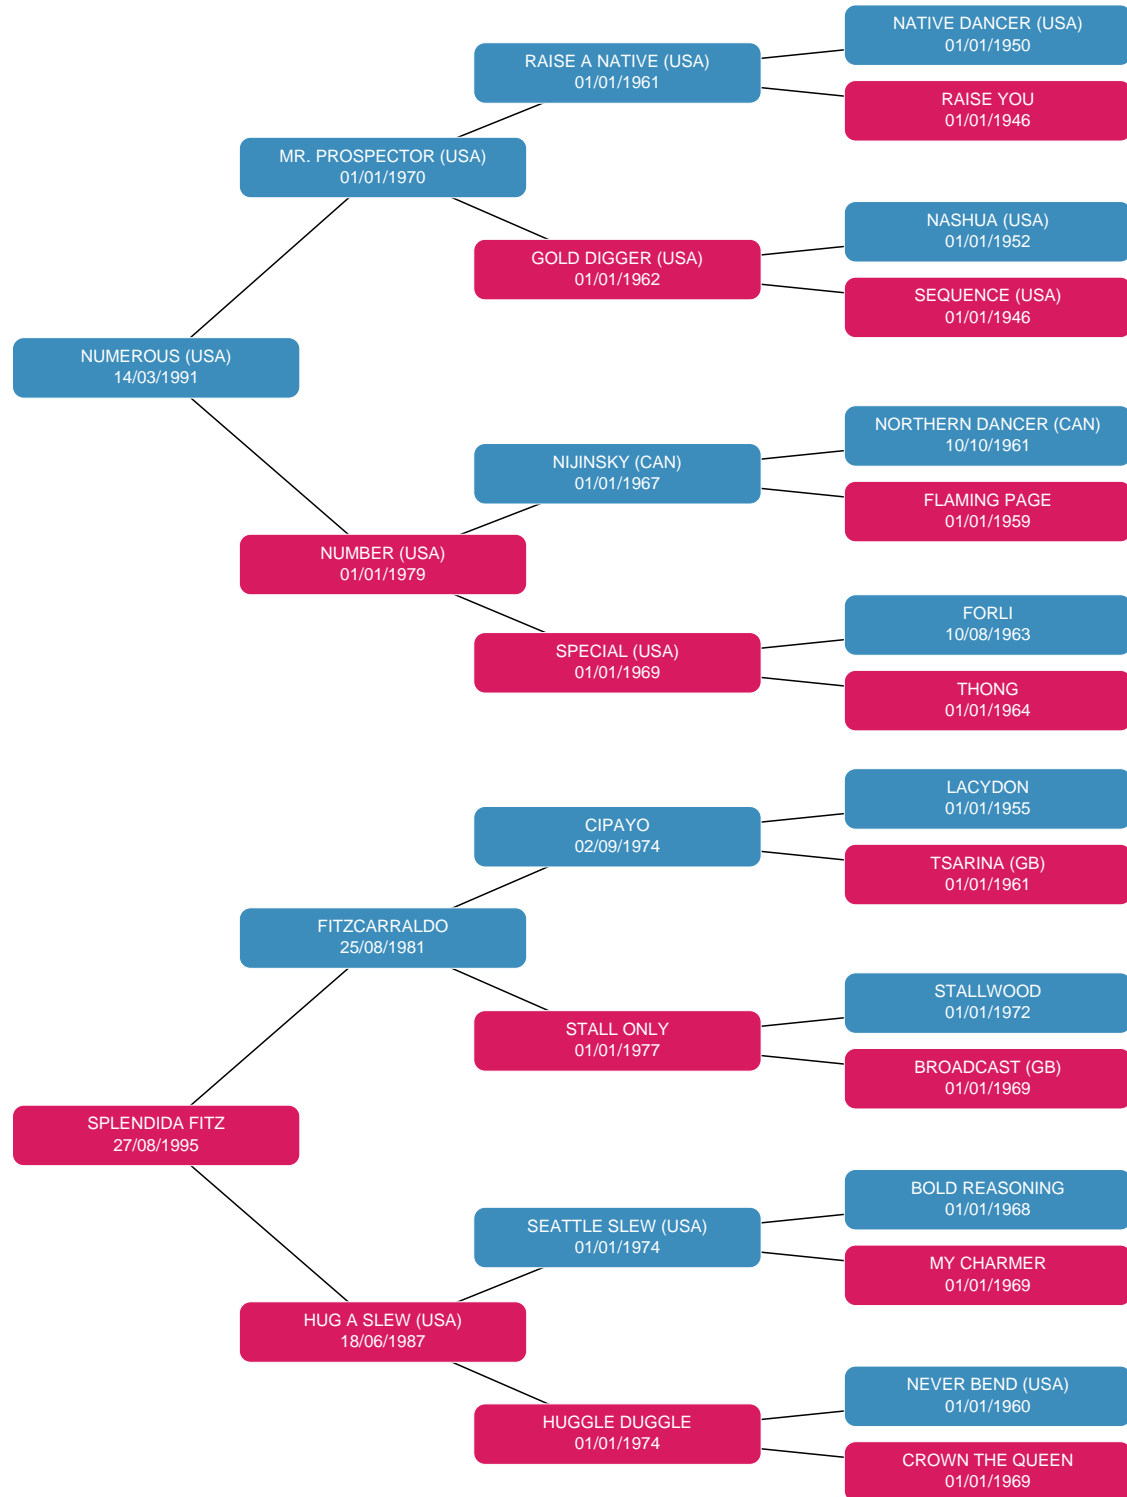 NATIVE DANCER (USA)
01/01/1950
RAISE A NATIVE (USA)
01/01/1961
RAISE YOU
01/01/1946
MR. PROSPECTOR (USA)
01/01/1970
NASHUA (USA)
01/01/1952
GOLD DIGGER (USA)
01/01/1962
SEQUENCE (USA)
01/01/1946
NUMEROUS (USA)
14/03/1991
NORTHERN DANCER (CAN)
10/10/1961
NIJINSKY (CAN)
01/01/1967
FLAMING PAGE
01/01/1959
NUMBER (USA)
01/01/1979
FORLI
10/08/1963
SPECIAL (USA)
01/01/1969
THONG
01/01/1964
LACYDON
01/01/1955
CIPAYO
02/09/1974
TSARINA (GB)
01/01/1961
FITZCARRALDO
25/08/1981
STALLWOOD
01/01/1972
STALL ONLY
01/01/1977
BROADCAST (GB)
01/01/1969
SPLENDIDA FITZ
27/08/1995
BOLD REASONING
01/01/1968
SEATTLE SLEW (USA)
01/01/1974
MY CHARMER
01/01/1969
HUG A SLEW (USA)
18/06/1987
NEVER BEND (USA)
01/01/1960
HUGGLE DUGGLE
01/01/1974
CROWN THE QUEEN
01/01/1969